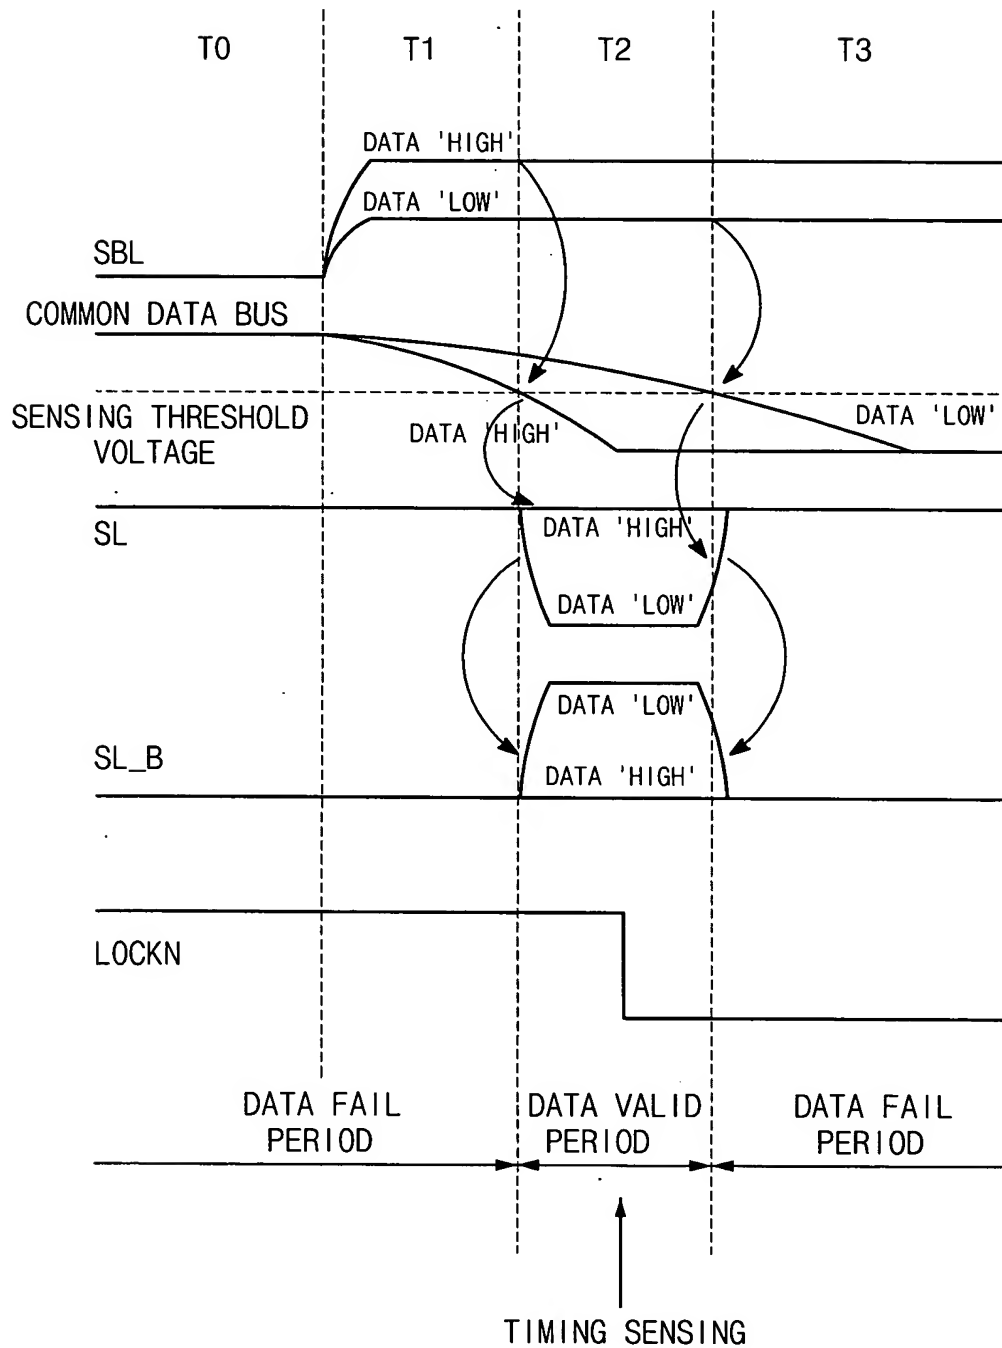 T0 T1 T2 T3
DATA 'HIGH'
DATA 'LOW'
SBL
COMMON DATA BUS
SENSING THRESHOLD
VOLTAGE
DATA 'HIGH'
DATA 'LOW'
SL
DATA 'HIGH'
DATA 'LOW'
DATA 'LOW'
SL_B
DATA 'HIGH'
LOCKN
DATA FAIL
PERIOD
DATA VALID
PERIOD
DATA FAIL
PERIOD
TIMING SENSING